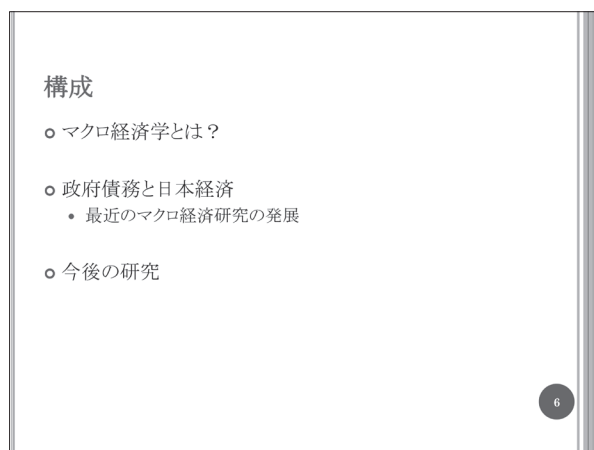 構成
マクロ経済学とは？
政府債務と日本経済
最近のマクロ経済研究の発展
今後の研究
6